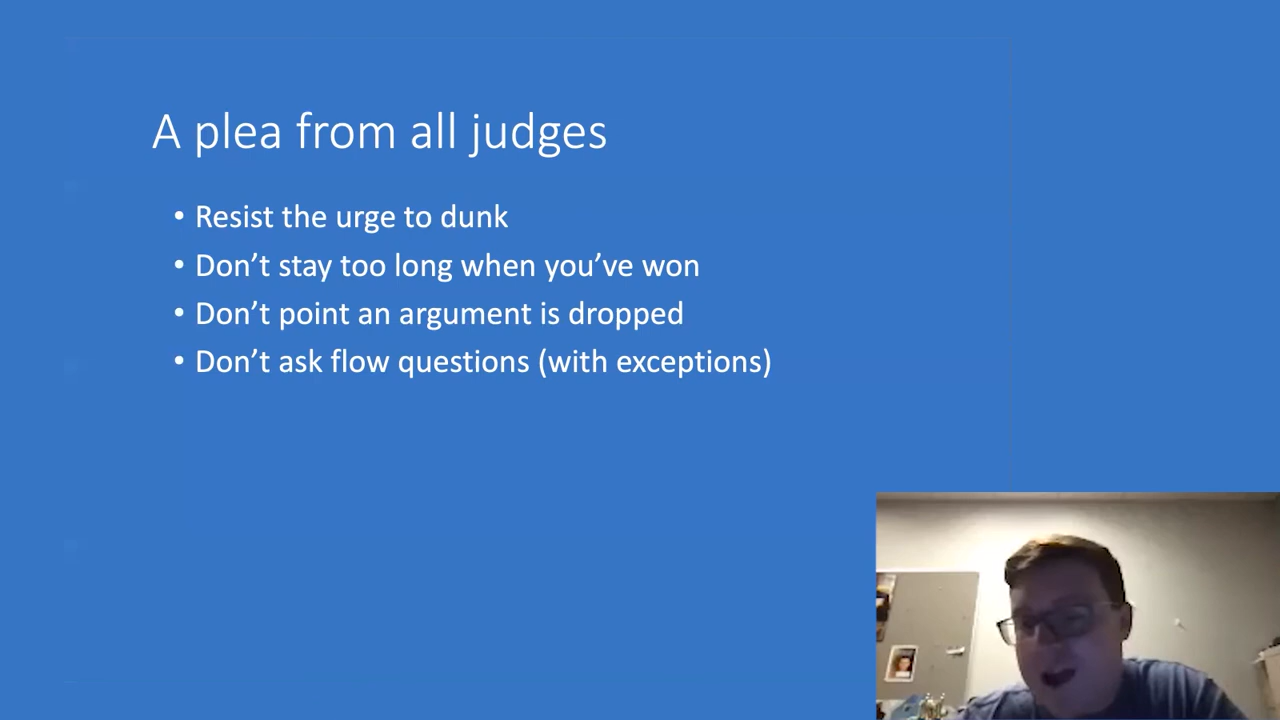 A plea from all judges
• Resist the urge to dunk
• Don’t stay too long when you’ve won
• Don’t point an argument is dropped
• Don’t ask flow questions (with exceptions)